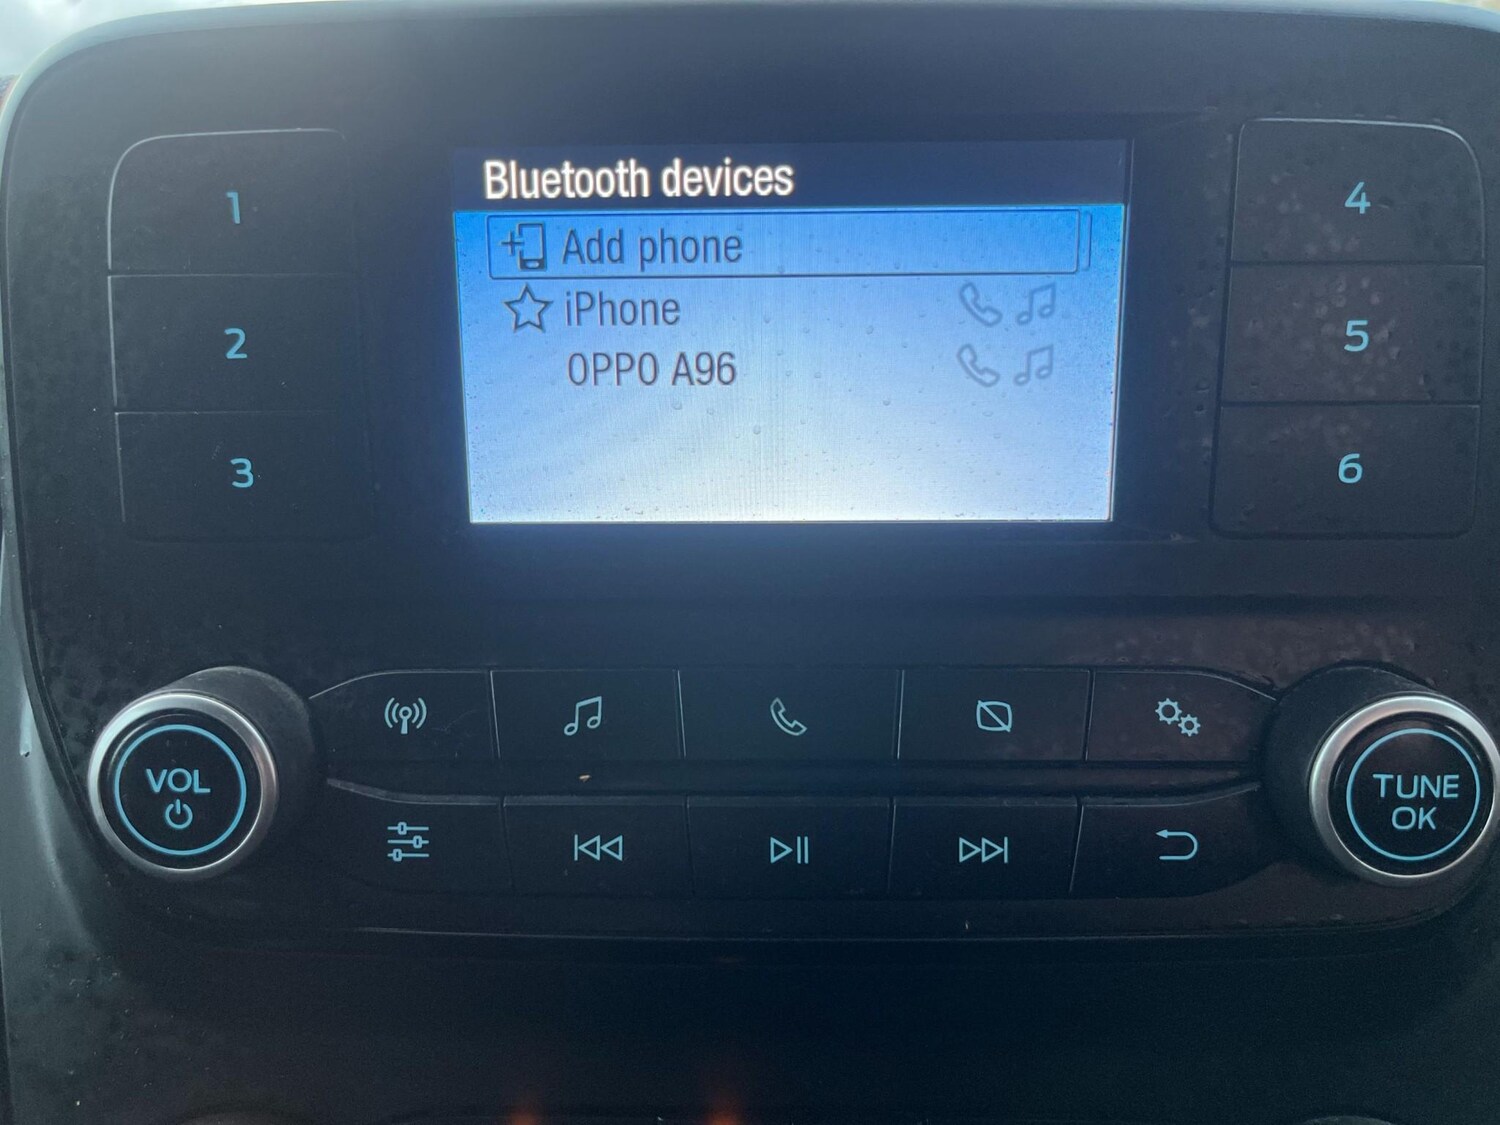 Bluetooth devices
Add phone
iPhone
OPPO A96
1
2
3
4
5
6
VOL
TUNE
OK